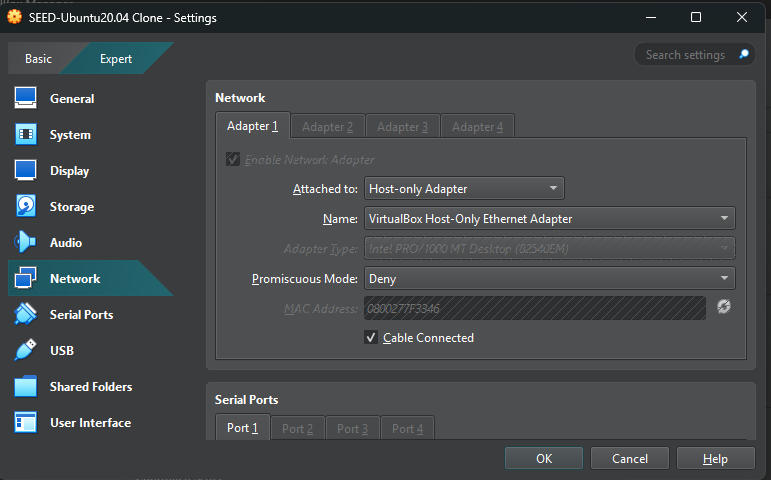 SEED-Ubuntu20.04 Clone - Settings
Basic Expert
Search settings
General
System
Display
Storage
Audio
Network
Serial Ports
USB
Shared Folders
User Interface
Network
Adapter 1 Adapter 2 Adapter 3 Adapter 4
Enable Network Adapter
Attached to: Host-only Adapter
Name: VirtualBox Host-Only Ethernet Adapter
Adapter Type: Intel PRO/1000 MT Desktop (82540EM)
Promiscuous Mode: Deny
MAC Address: 0800277F3346
Cable Connected
Serial Ports
Port 1 Port 2 Port 3 Port 4
OK Cancel Help